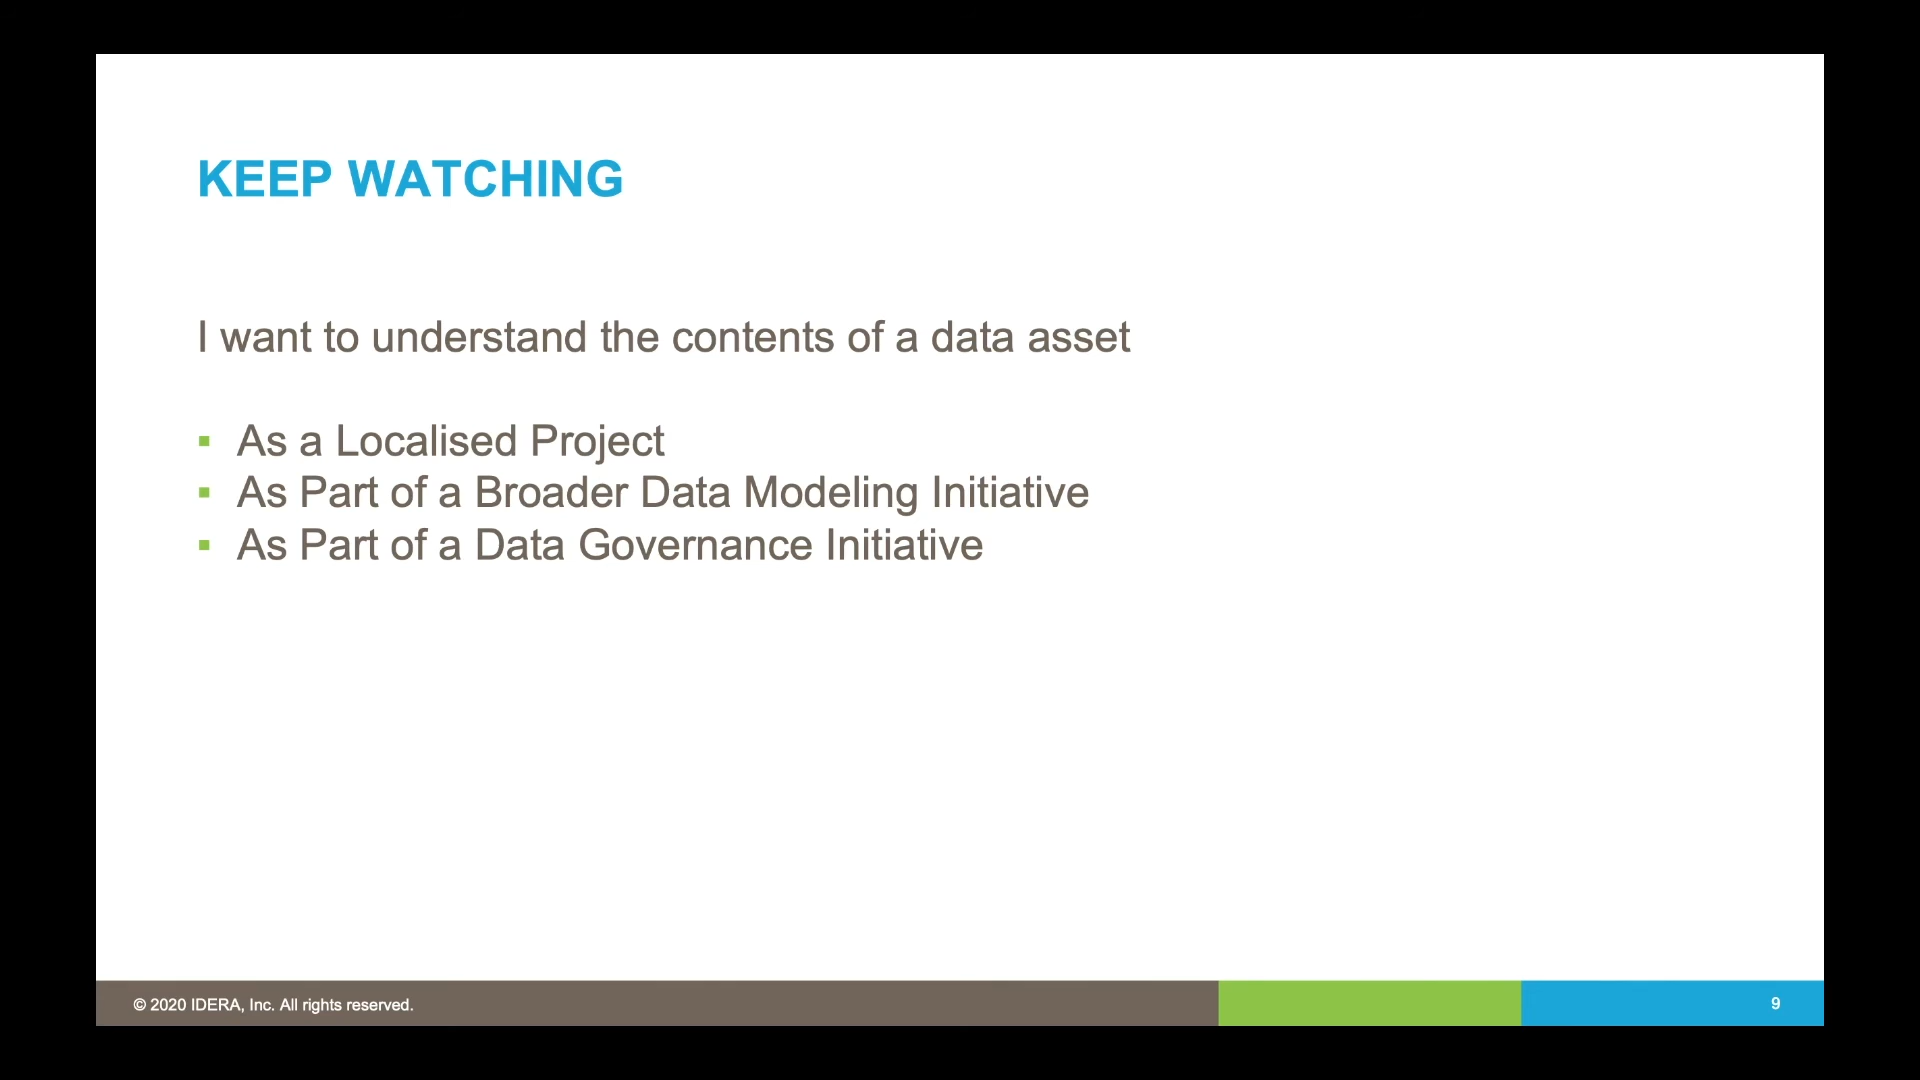 KEEP WATCHING
I want to understand the contents of a data asset
▪ As a Localised Project
▪ As Part of a Broader Data Modeling Initiative
▪ As Part of a Data Governance Initiative
© 2020 IDERA, Inc. All rights reserved.
9